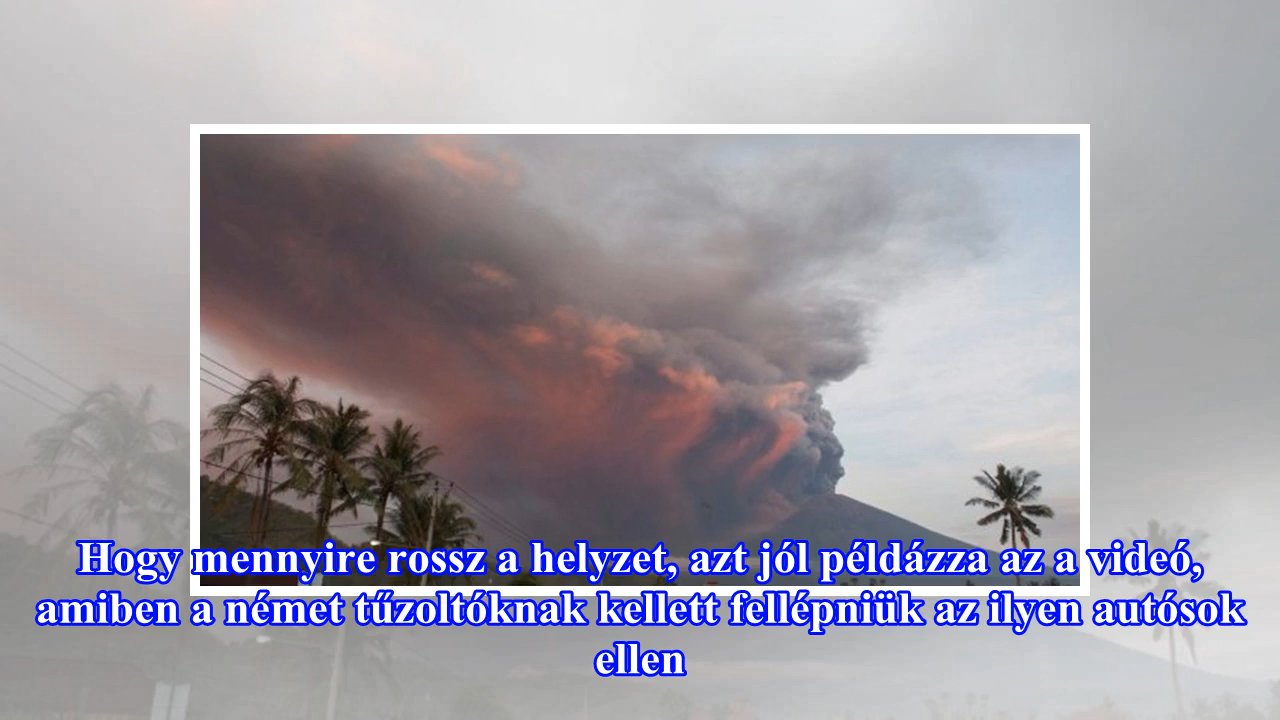 Hogy mennyire rossz a helyzet, azt jól példázza az a videó,
amiben a német tűzoltóknak kellett fellépniük az ilyen autósok
ellen